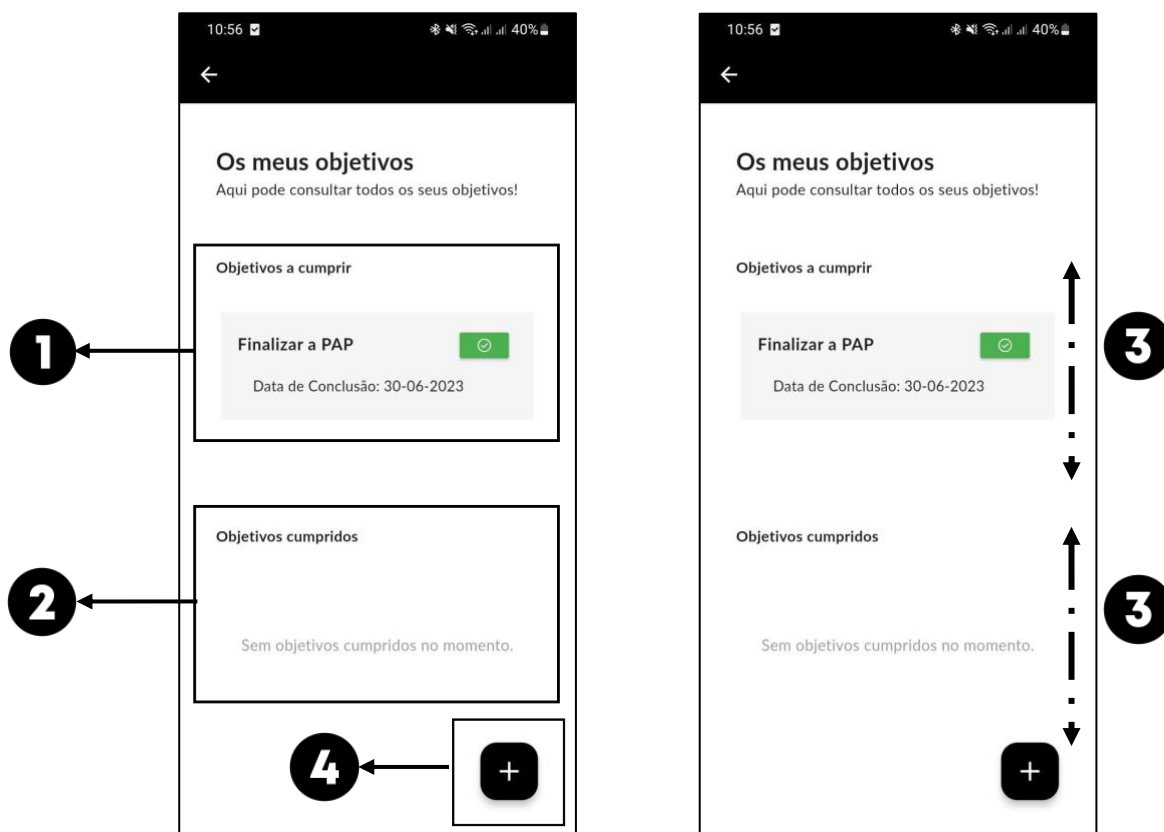 10:56 40%
Os meus objetivos
Aqui pode consultar todos os seus objetivos!
Objetivos a cumprir
1
Finalizar a PAP
Data de Conclusão: 30-06-2023
Objetivos cumpridos
2
Sem objetivos cumpridos no momento.
4
+
10:56 40%
Os meus objetivos
Aqui pode consultar todos os seus objetivos!
Objetivos a cumprir
3
Finalizar a PAP
Data de Conclusão: 30-06-2023
Objetivos cumpridos
3
Sem objetivos cumpridos no momento.
+